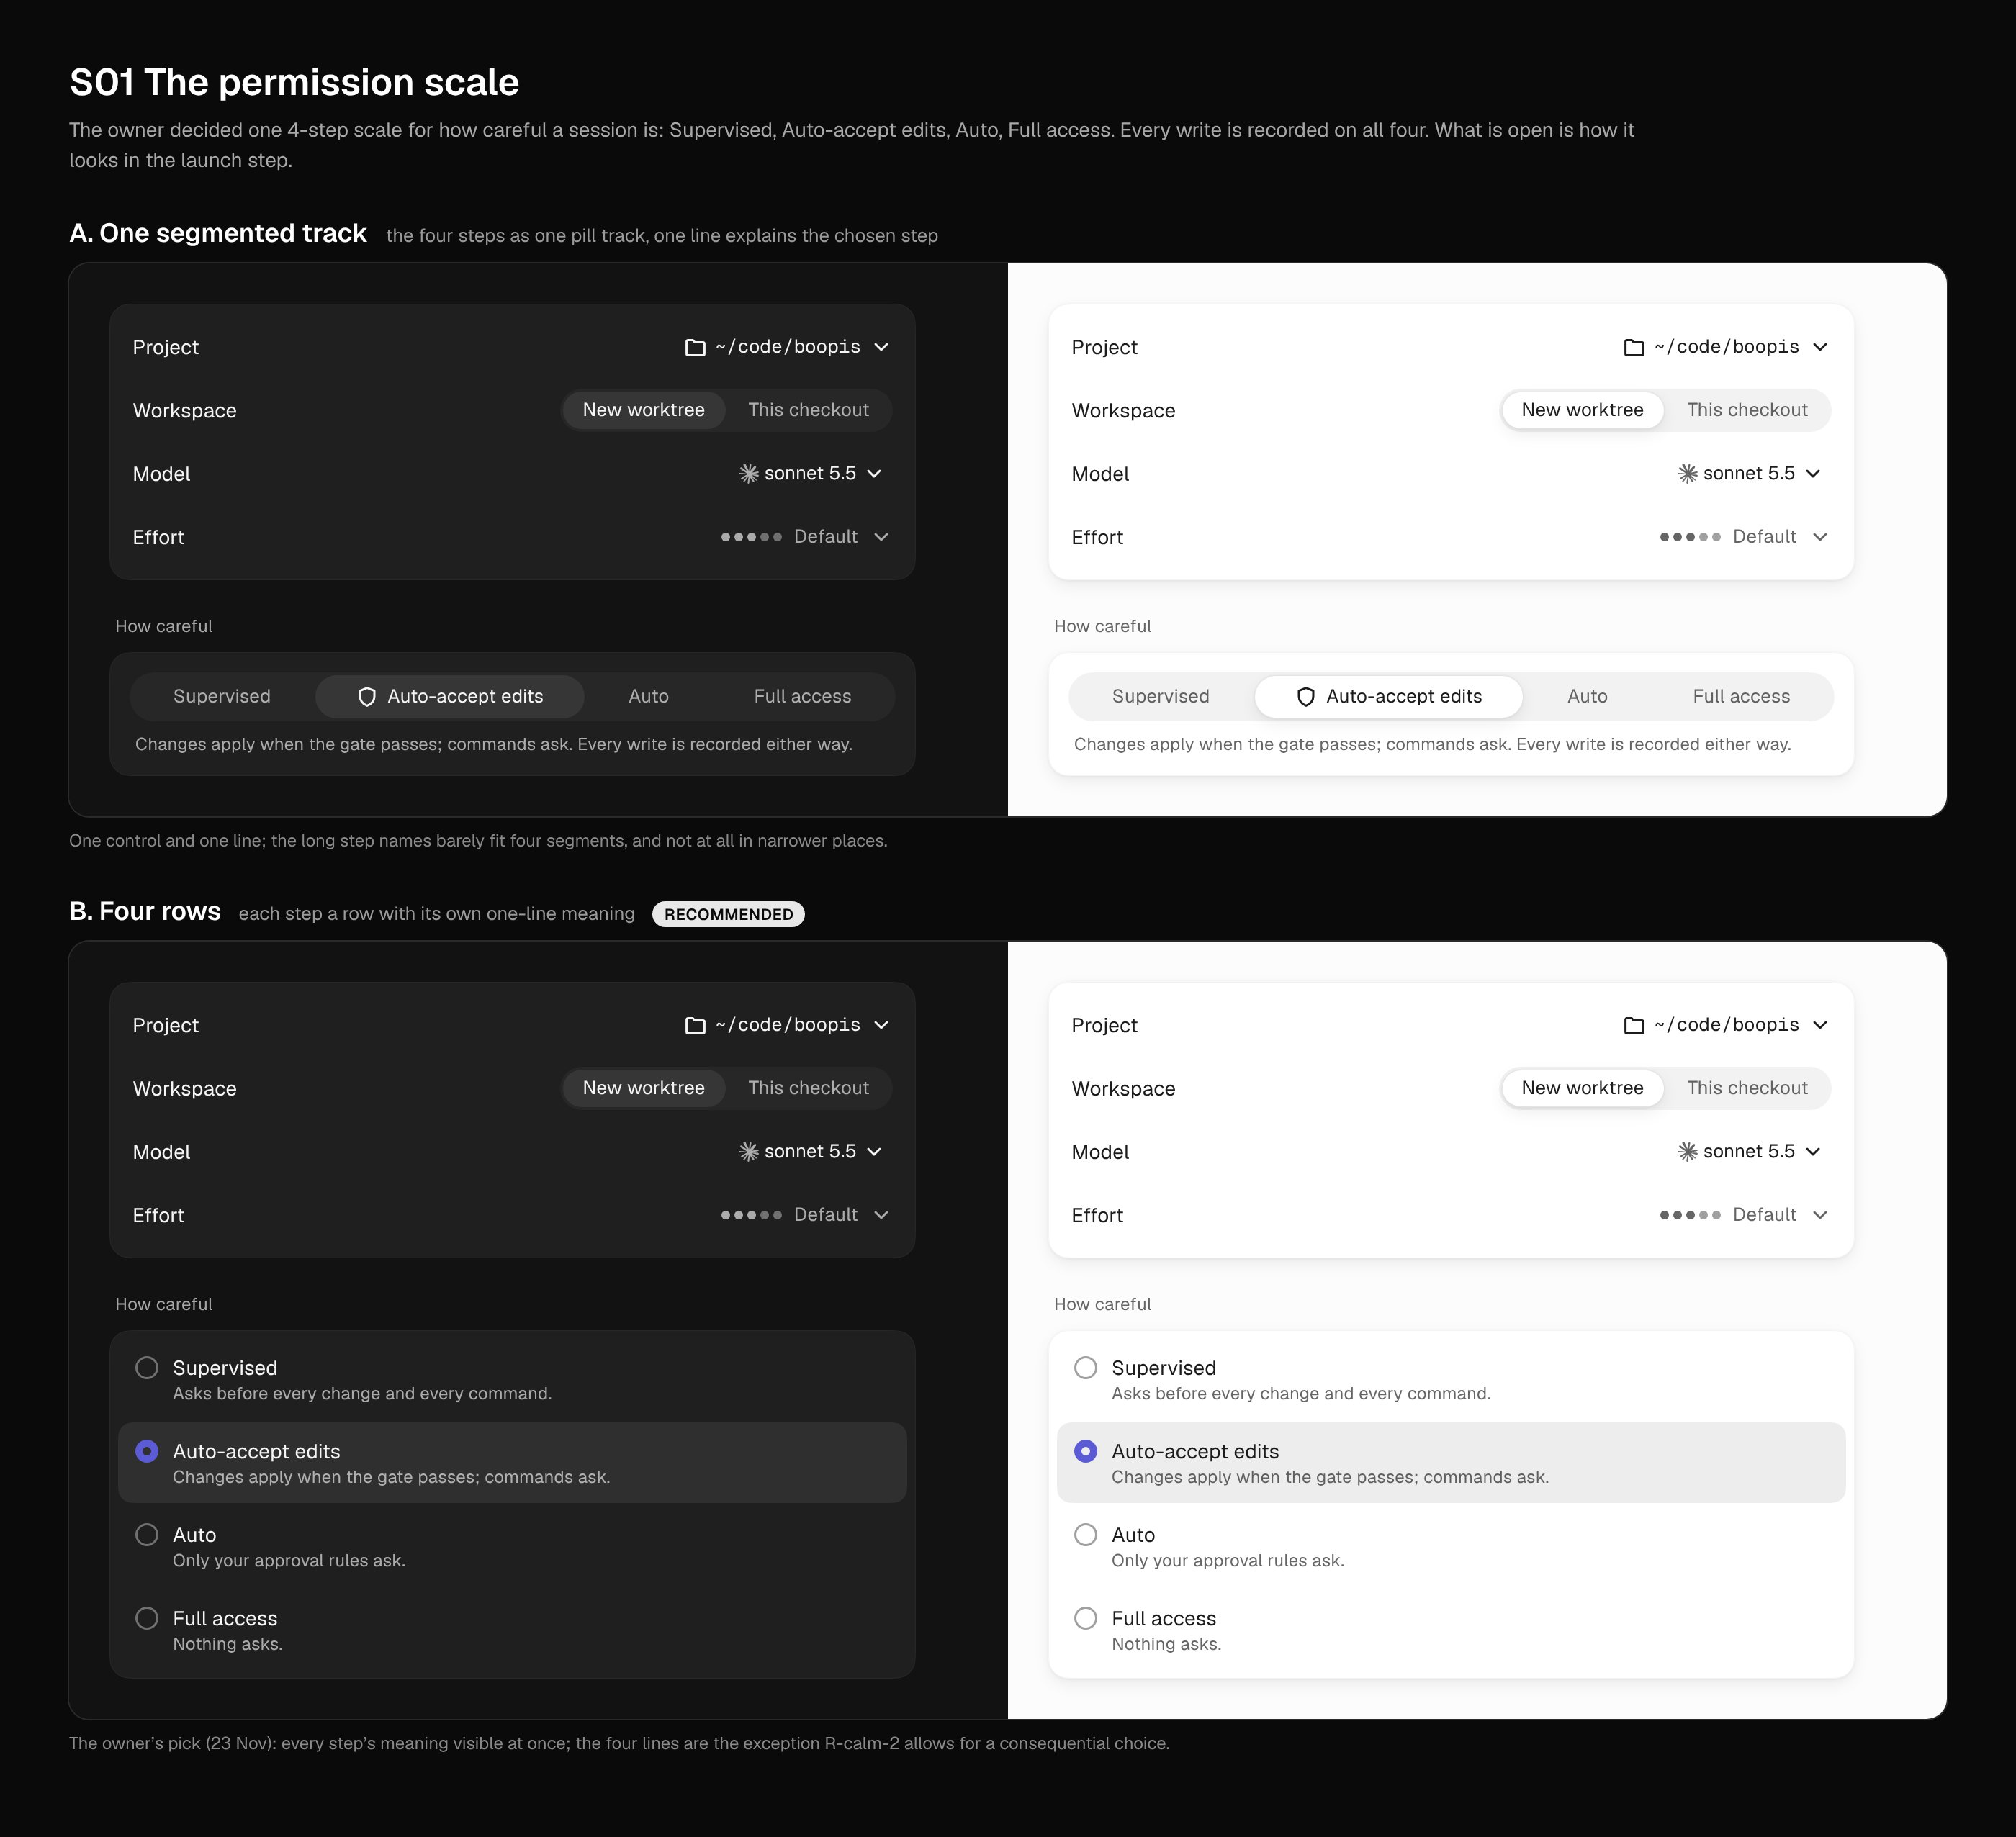 S01 The permission scale
The owner decided one 4-step scale for how careful a session is: Supervised, Auto-accept edits, Auto, Full access. Every write is recorded on all four. What is open is how it
looks in the launch step.
A. One segmented track the four steps as one pill track, one line explains the chosen step
Project ~/code/boopis
Workspace New worktree This checkout
Model sonnet 5.5
Effort Default
How careful
Supervised Auto-accept edits Auto Full access
Changes apply when the gate passes; commands ask. Every write is recorded either way.
Project ~/code/boopis
Workspace New worktree This checkout
Model sonnet 5.5
Effort Default
How careful
Supervised Auto-accept edits Auto Full access
Changes apply when the gate passes; commands ask. Every write is recorded either way.
One control and one line; the long step names barely fit four segments, and not at all in narrower places.
B. Four rows each step a row with its own one-line meaning RECOMMENDED
Project ~/code/boopis
Workspace New worktree This checkout
Model sonnet 5.5
Effort Default
How careful
Supervised
Asks before every change and every command.
Auto-accept edits
Changes apply when the gate passes; commands ask.
Auto
Only your approval rules ask.
Full access
Nothing asks.
Project ~/code/boopis
Workspace New worktree This checkout
Model sonnet 5.5
Effort Default
How careful
Supervised
Asks before every change and every command.
Auto-accept edits
Changes apply when the gate passes; commands ask.
Auto
Only your approval rules ask.
Full access
Nothing asks.
The owner’s pick (23 Nov): every step’s meaning visible at once; the four lines are the exception R-calm-2 allows for a consequential choice.